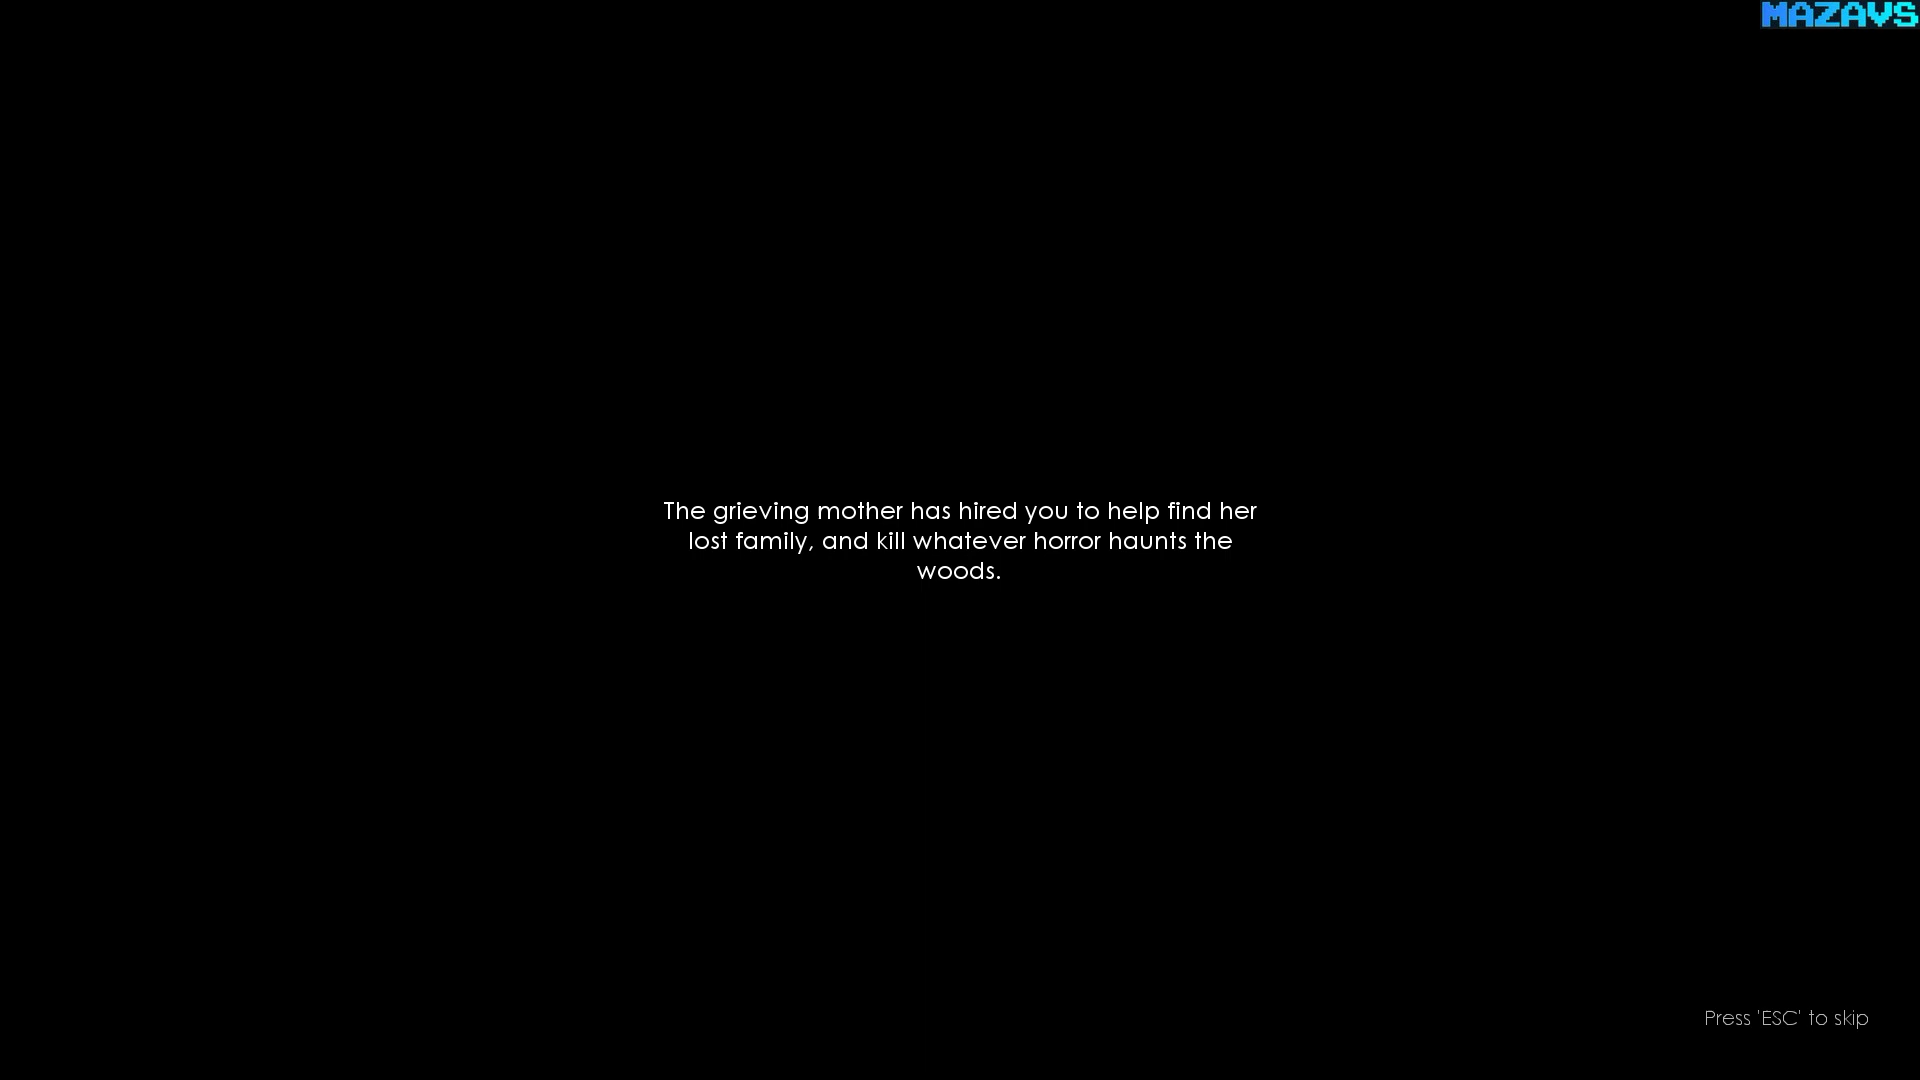 MAZAVS
The grieving mother has hired you to help find her
lost family, and kill whatever horror haunts the
woods.
Press 'ESC' to skip